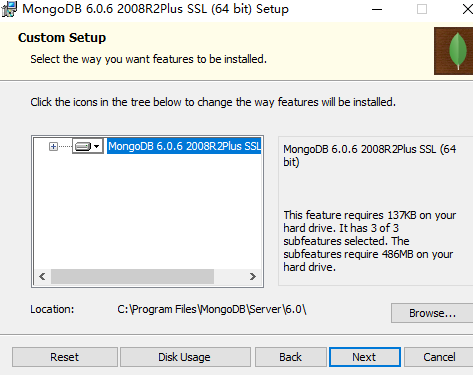 MongoDB 6.0.6 2008R2Plus SSL (64 bit) Setup
Custom Setup
Select the way you want features to be installed.
Click the icons in the tree below to change the way features will be installed.
MongoDB 6.0.6 2008R2Plus SSL
MongoDB 6.0.6 2008R2Plus SSL (64
bit)
This feature requires 137KB on your
hard drive. It has 3 of 3
subfeatures selected. The
subfeatures require 486MB on your
hard drive.
Location: C:\Program Files\MongoDB\Server\6.0\
Browse...
Reset Disk Usage Back Next Cancel